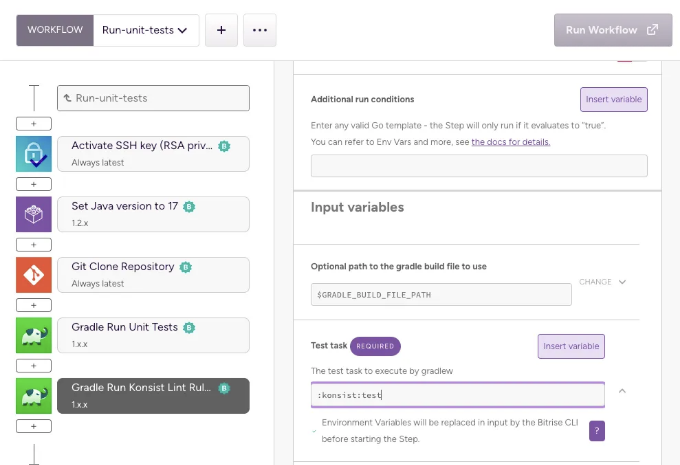 WORKFLOW Run-unit-tests + ... Run Workflow
Run-unit-tests
+
Activate SSH key (RSA priv... B
Always latest
+
Set Java version to 17 B
1.2.x
+
Git Clone Repository B
Always latest
+
Gradle Run Unit Tests B
1.x.x
+
Gradle Run Konsist Lint Rul... B
1.x.x
+
Additional run conditions Insert variable
Enter any valid Go template - the Step will only run if it evaluates to "true".
You can refer to Env Vars and more, see the docs for details.
Input variables
Optional path to the gradle build file to use
CHANGE
$GRADLE_BUILD_FILE_PATH
Test task REQUIRED Insert variable
The test task to execute by gradlew
:konsist:test
Environment Variables will be replaced in input by the Bitrise CLI
before starting the Step.
?